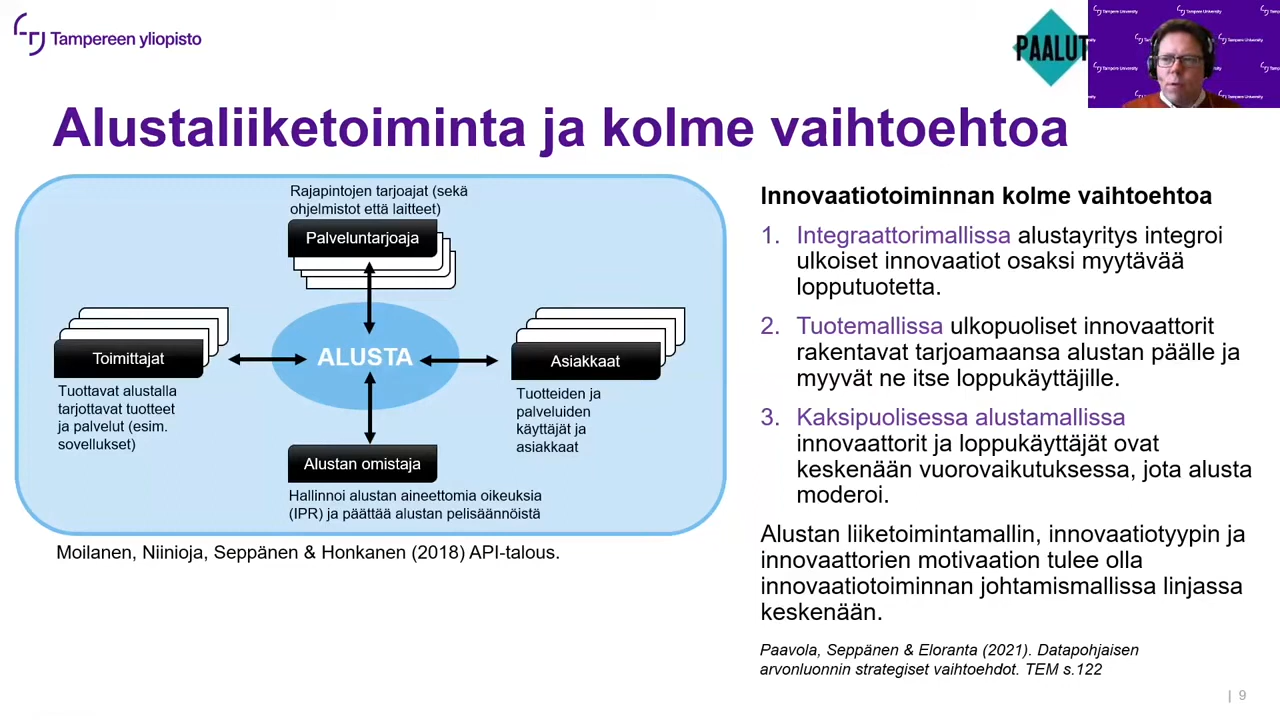 Tampereen yliopisto
PAALUT
Alustaliiketoiminta ja kolme vaihtoehtoa
Rajapintojen tarjoajat (sekä
ohjelmistot että laitteet)
Palveluntarjoaja
Toimittajat
ALUSTA
Asiakkaat
Tuottavat alustalla
tarjottavat tuotteet
ja palvelut (esim.
sovellukset)
Tuotteiden ja
palveluiden
käyttäjät ja
asiakkaat
Alustan omistaja
Hallinnoi alustan aineettomia oikeuksia
(IPR) ja päättää alustan pelisäännöistä
Moilanen, Niinioja, Seppänen & Honkanen (2018) API-talous.
Innovaatiotoiminnan kolme vaihtoehtoa
1. Integraattorimallissa alustayritys integroi
ulkoiset innovaatiot osaksi myytävää
lopputuotetta.
2. Tuotemallissa ulkopuoliset innovaattorit
rakentavat tarjoamaansa alustan päälle ja
myyvät ne itse loppukäyttäjille.
3. Kaksipuolisessa alustamallissa
innovaattorit ja loppukäyttäjät ovat
keskenään vuorovaikutuksessa, jota alusta
moderoi.
Alustan liiketoimintamallin, innovaatiotyypin ja
innovaattorien motivaation tulee olla
innovaatiotoiminnan johtamismallissa linjassa
keskenään.
Paavola, Seppänen & Eloranta (2021). Datapohjaisen
arvonluonnin strategiset vaihtoehdot. TEM s.122
| 9